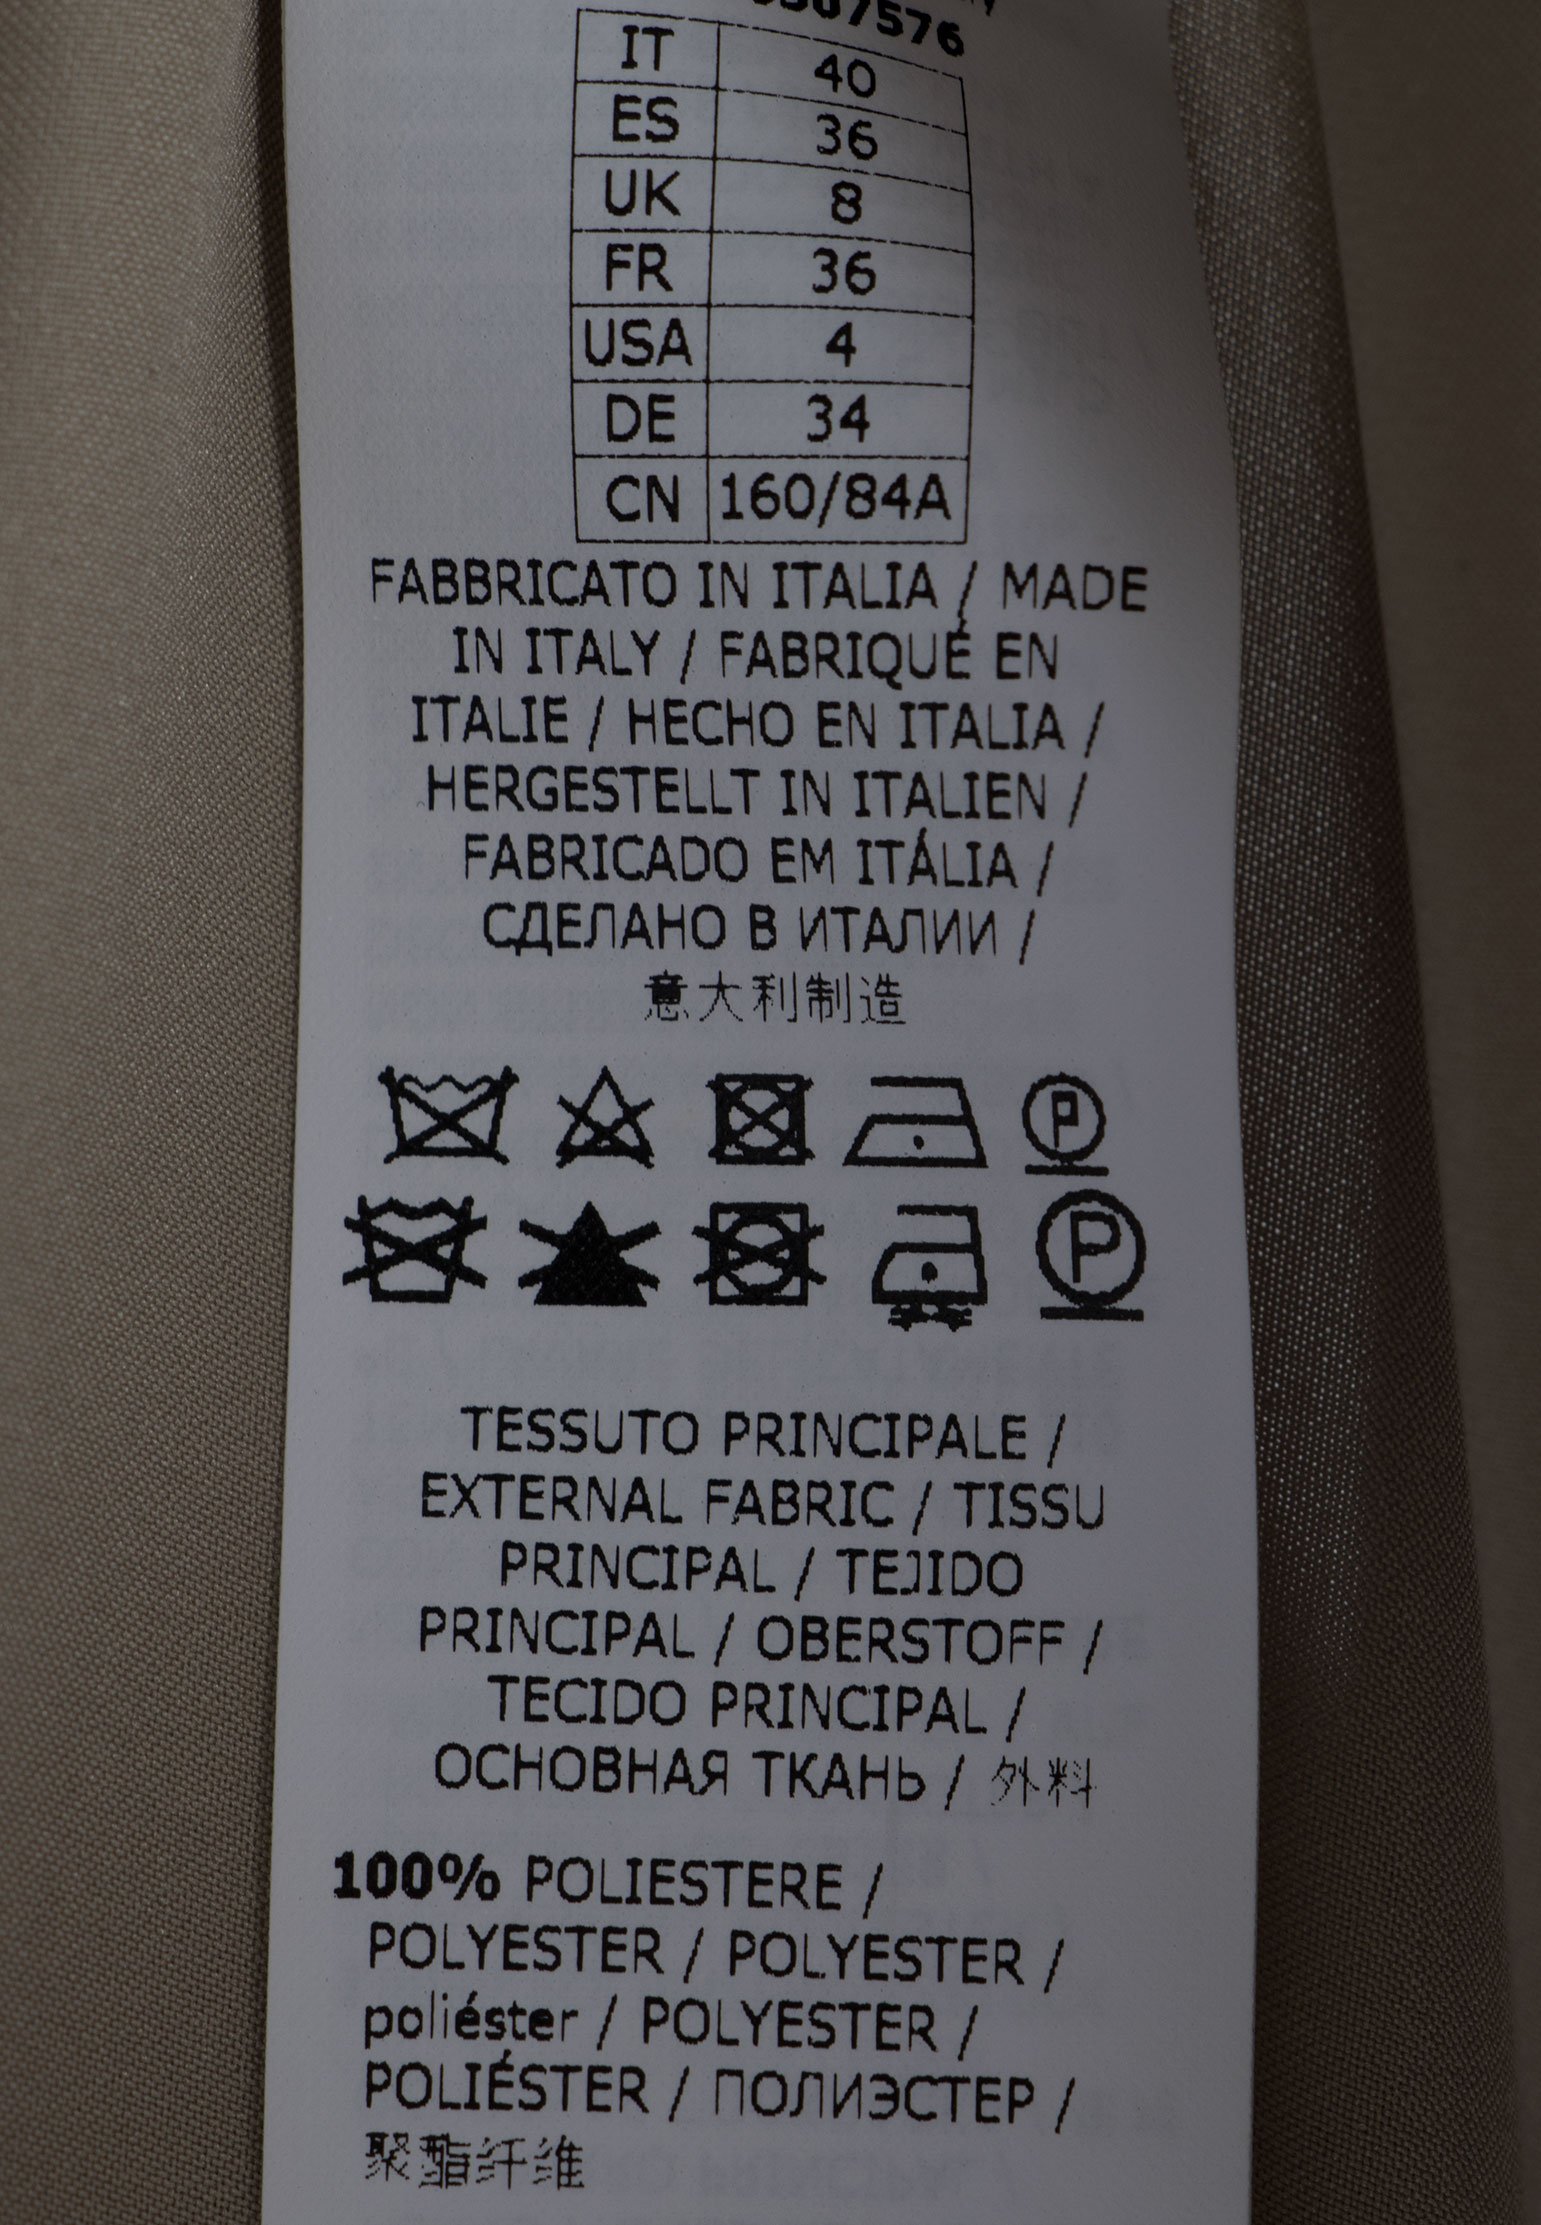 IT 40
ES 36
UK 8
FR 36
USA 4
DE 34
CN 160/84A
FABBRICATO IN ITALIA / MADE
IN ITALY / FABRIQUÉ EN
ITALIE / HECHO EN ITALIA /
HERGESTELLT IN ITALIEN /
FABRICADO EM ITÁLIA /
СДЕЛАНО В ИТАЛИИ /
意大利制造
P
P
TESSUTO PRINCIPALE /
EXTERNAL FABRIC / TISSU
PRINCIPAL / TEJIDO
PRINCIPAL / OBERSTOFF /
TECIDO PRINCIPAL /
ОСНОВНАЯ ТКАНЬ / 外料
100% POLIESTERE /
POLYESTER / POLYESTER /
poliéster / POLYESTER /
POLIÉSTER / ПОЛИЭСТЕР /
聚酯纤维